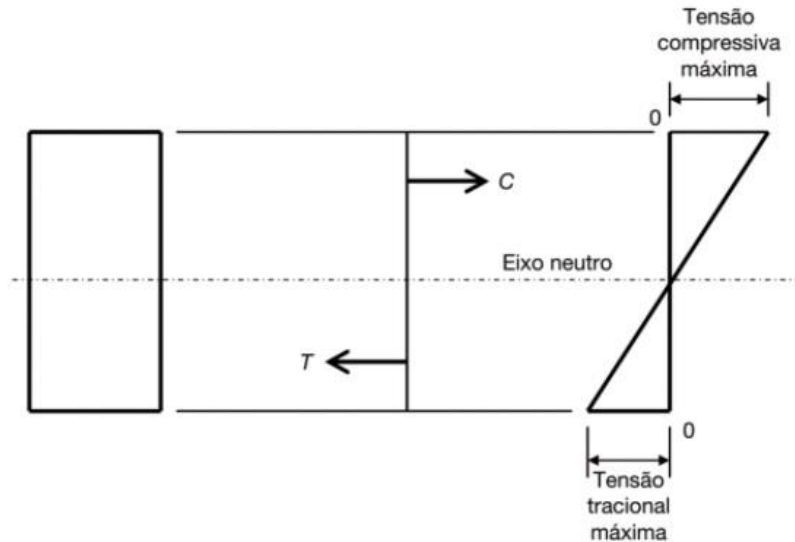 Tensão
compressiva
máxima
0
C
Eixo neutro
T
0
Tensão
tracional
máxima